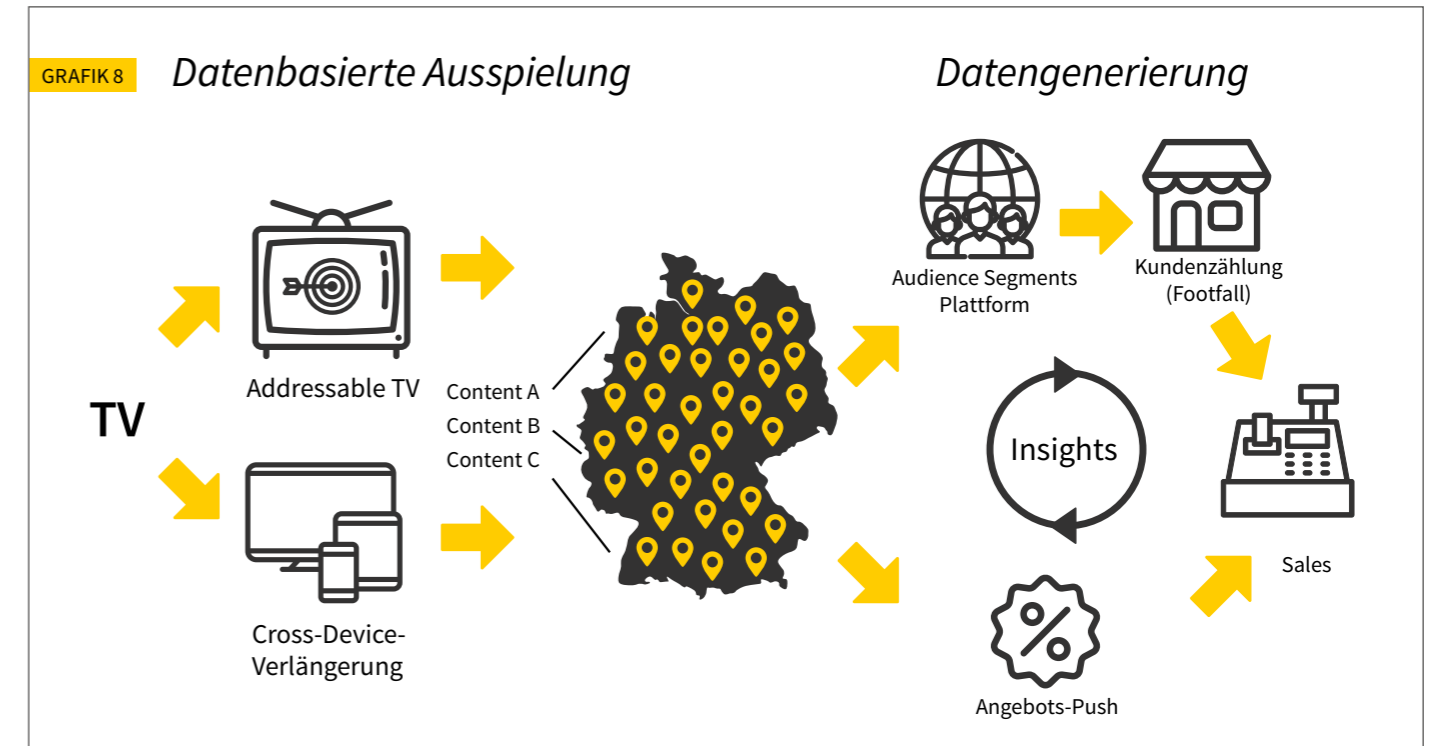 GRAFIK 8
Datenbasierte Ausspielung
Datengenerierung
TV
Addressable TV
Cross-Device-
Verlängerung
Content A
Content B
Content C
Audience Segments
Plattform
Kundenzählung
(Footfall)
Insights
Angebots-Push
Sales